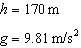 h = 170 m
g = 9.81 m/s²